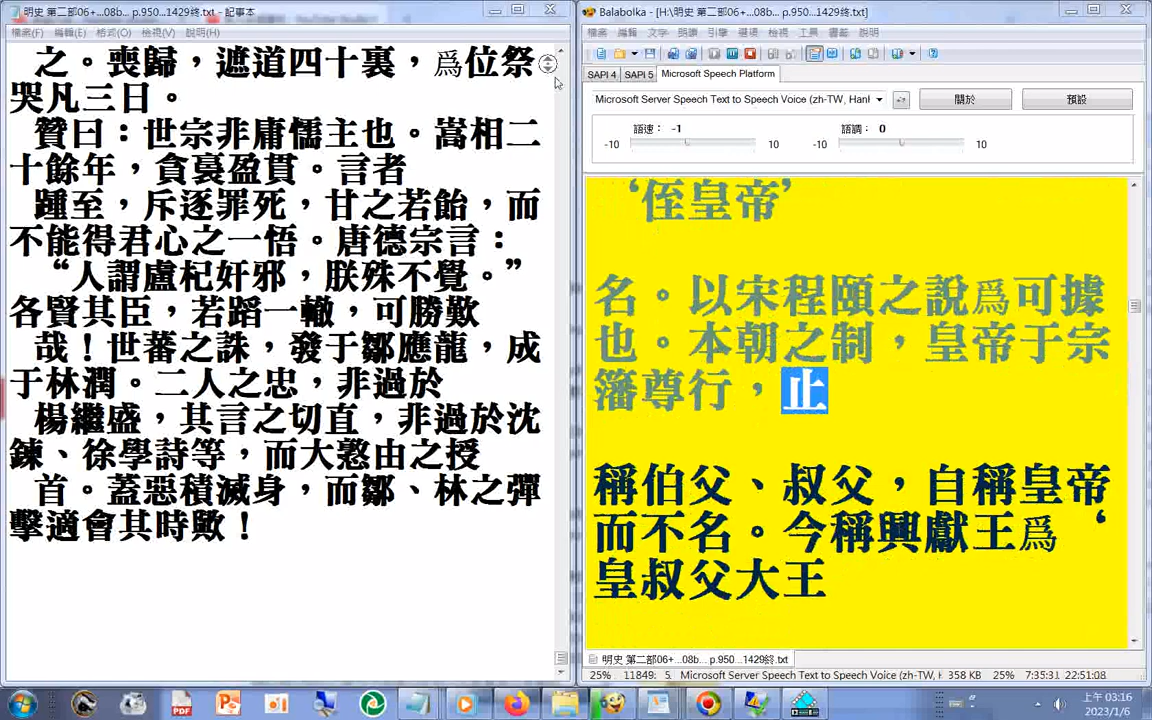 明史 第二部06+ ...08b... p.950...1429終.txt - 記事本
檔案(F) 編輯(E) 格式(O) 檢視(V) 說明(H)
之。喪歸，遮道四十裏，爲位祭
哭凡三日。
贊曰：世宗非庸懦主也。嵩相二
十餘年，貪裛盈貫。言者
踵至，斥逐罪死，甘之若飴，而
不能得君心之一悟。唐德宗言：
“人謂盧杞奸邪，朕殊不覺。”
各賢其臣，若蹈一轍，可勝歎
哉！世蕃之誅，發于鄒應龍，成
于林潤。二人之忠，非過於
楊繼盛，其言之切直，非過於沈
鍊、徐學詩等，而大憝由之授
首。蓋惡積滅身，而鄒、林之彈
擊適會其時歟！
Balabolka - [H:\明史 第二部06+ ...08b... p.950...1429終.txt]
檔案 編輯 文字 朗讀 引擎 選項 檢視 工具 書籤 說明
SAPI 4 SAPI 5 Microsoft Speech Platform
Microsoft Server Speech Text to Speech Voice (zh-TW, Hanl 關於 預設
語速： -1 語調： 0
-10 10 -10 10
‘侄皇帝’
名。以宋程頤之說爲可據
也。本朝之制，皇帝于宗
籓尊行，止
稱伯父、叔父，自稱皇帝
而不名。今稱興獻王爲‘
皇叔父大王
明史 第二部06+ ...08b... p.950...1429終.txt
25% 11849: 5. Microsoft Server Speech Text to Speech Voice (zh-TW, H 358 KB 25% 7:35:31 22:51:08
上午 03:16
2023/1/6